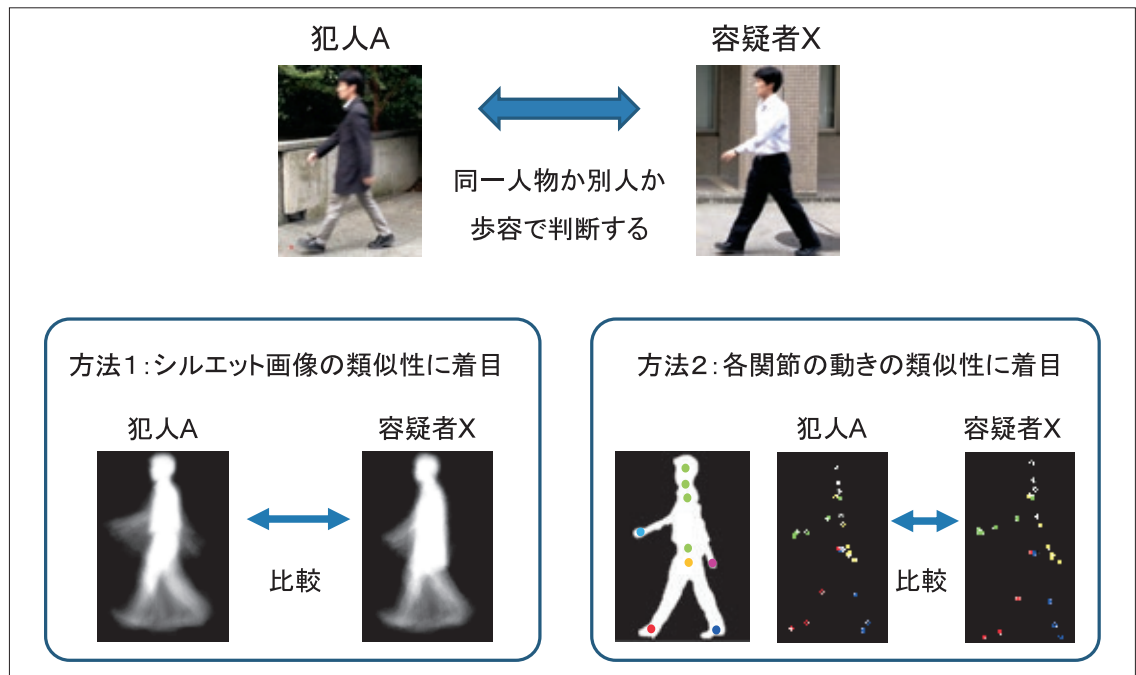 犯人A
容疑者X
同一人物か別人か
歩容で判断する
方法1:シルエット画像の類似性に着目
犯人A
容疑者X
比較
方法2:各関節の動きの類似性に着目
犯人A
容疑者X
比較